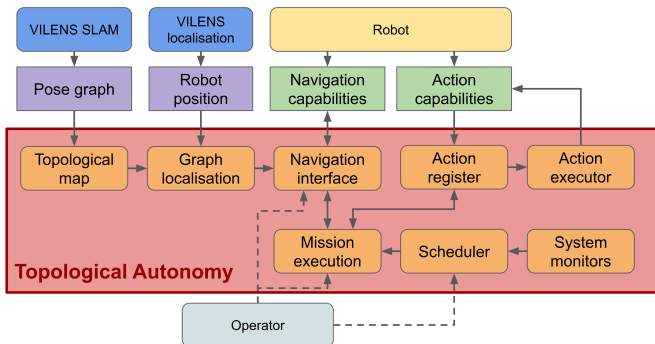 VILENS SLAM
VILENS
localisation
Robot
Pose graph
Robot
position
Navigation
capabilities
Action
capabilities
Topological
map
Graph
localisation
Navigation
interface
Action
register
Action
executor
Mission
execution
Scheduler
System
monitors
Topological Autonomy
Operator